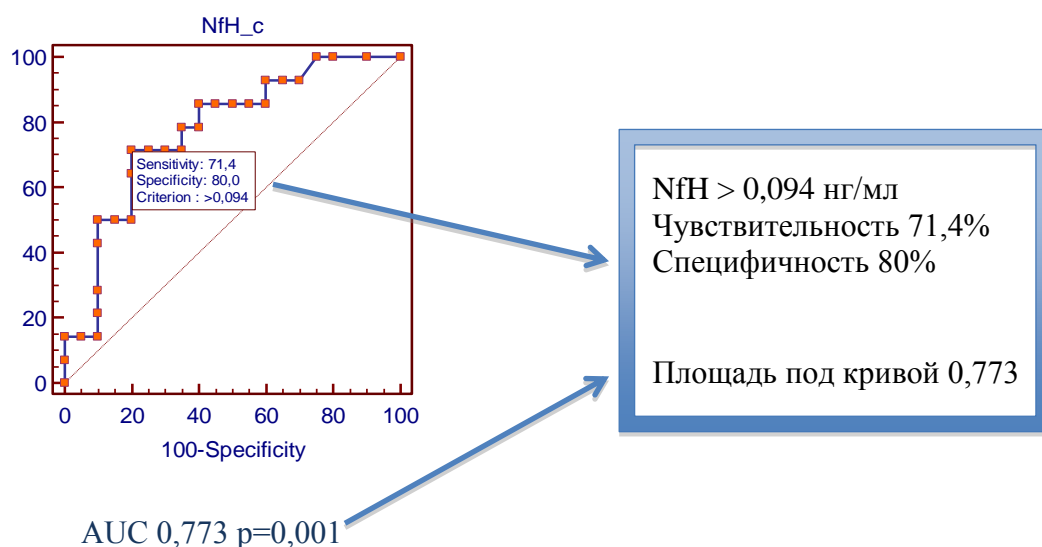 NfH_c
100
80
60
40
20
0
Sensitivity: 71,4
Specificity: 80,0
Criterion : >0,094
0 20 40 60 80 100
100-Specificity
AUC 0,773 p=0,001
NfH > 0,094 нг/мл
Чувствительность 71,4%
Специфичность 80%
Площадь под кривой 0,773